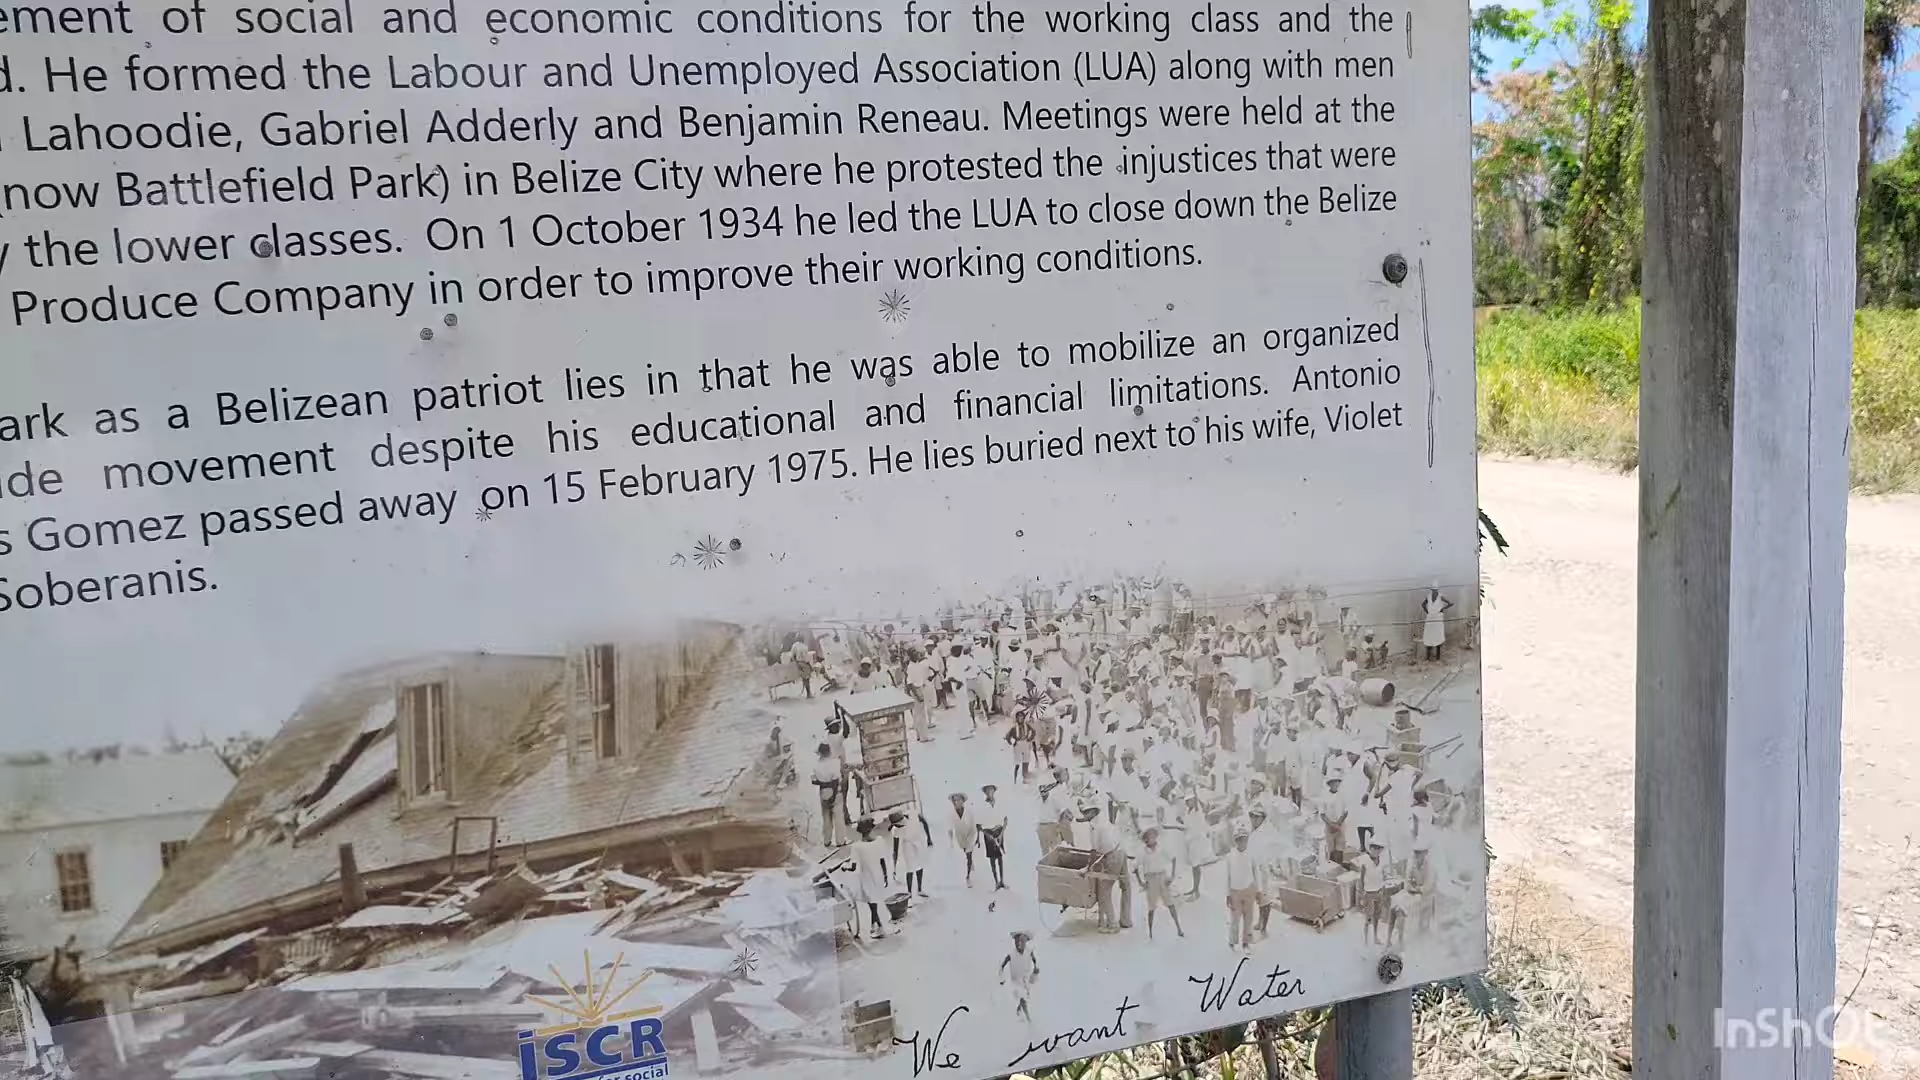 ement of social and economic conditions for the working class and the
d. He formed the Labour and Unemployed Association (LUA) along with men
Lahoodie, Gabriel Adderly and Benjamin Reneau. Meetings were held at the
(now Battlefield Park) in Belize City where he protested the injustices that were
y the lower classes. On 1 October 1934 he led the LUA to close down the Belize
Produce Company in order to improve their working conditions.
ark as a Belizean patriot lies in that he was able to mobilize an organized
ide movement despite his educational and financial limitations. Antonio
s Gomez passed away on 15 February 1975. He lies buried next to his wife, Violet
Soberanis.
We want Water
iSCR
for social
InShOt